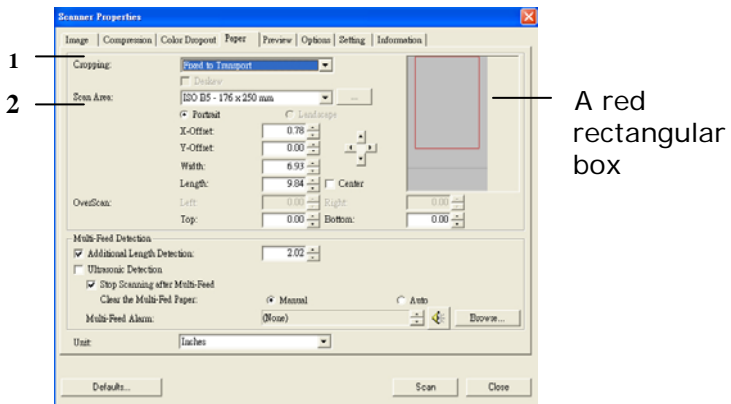 Scanner Properties
Image Compression Color Dropout Paper Preview Options Setting Information
1
Cropping: Fixed to Transport
Deskew
2
Scan Area: ISO B5 - 176 x 250 mm ...
Portrait Landscape
X-Offset: 0.78
Y-Offset: 0.00
Width: 6.93
Length: 9.84 Center
OverScan: Left: 0.00 Right: 0.00
Top: 0.00 Bottom: 0.00
A red
rectangular
box
Multi-Feed Detection
Additional Length Detection: 2.02
Ultrasonic Detection
Stop Scanning after Multi-Feed
Clear the Multi-Fed Paper: Manual Auto
Multi-Feed Alarm: (None) Browse...
Unit: Inches
Defaults... Scan Close